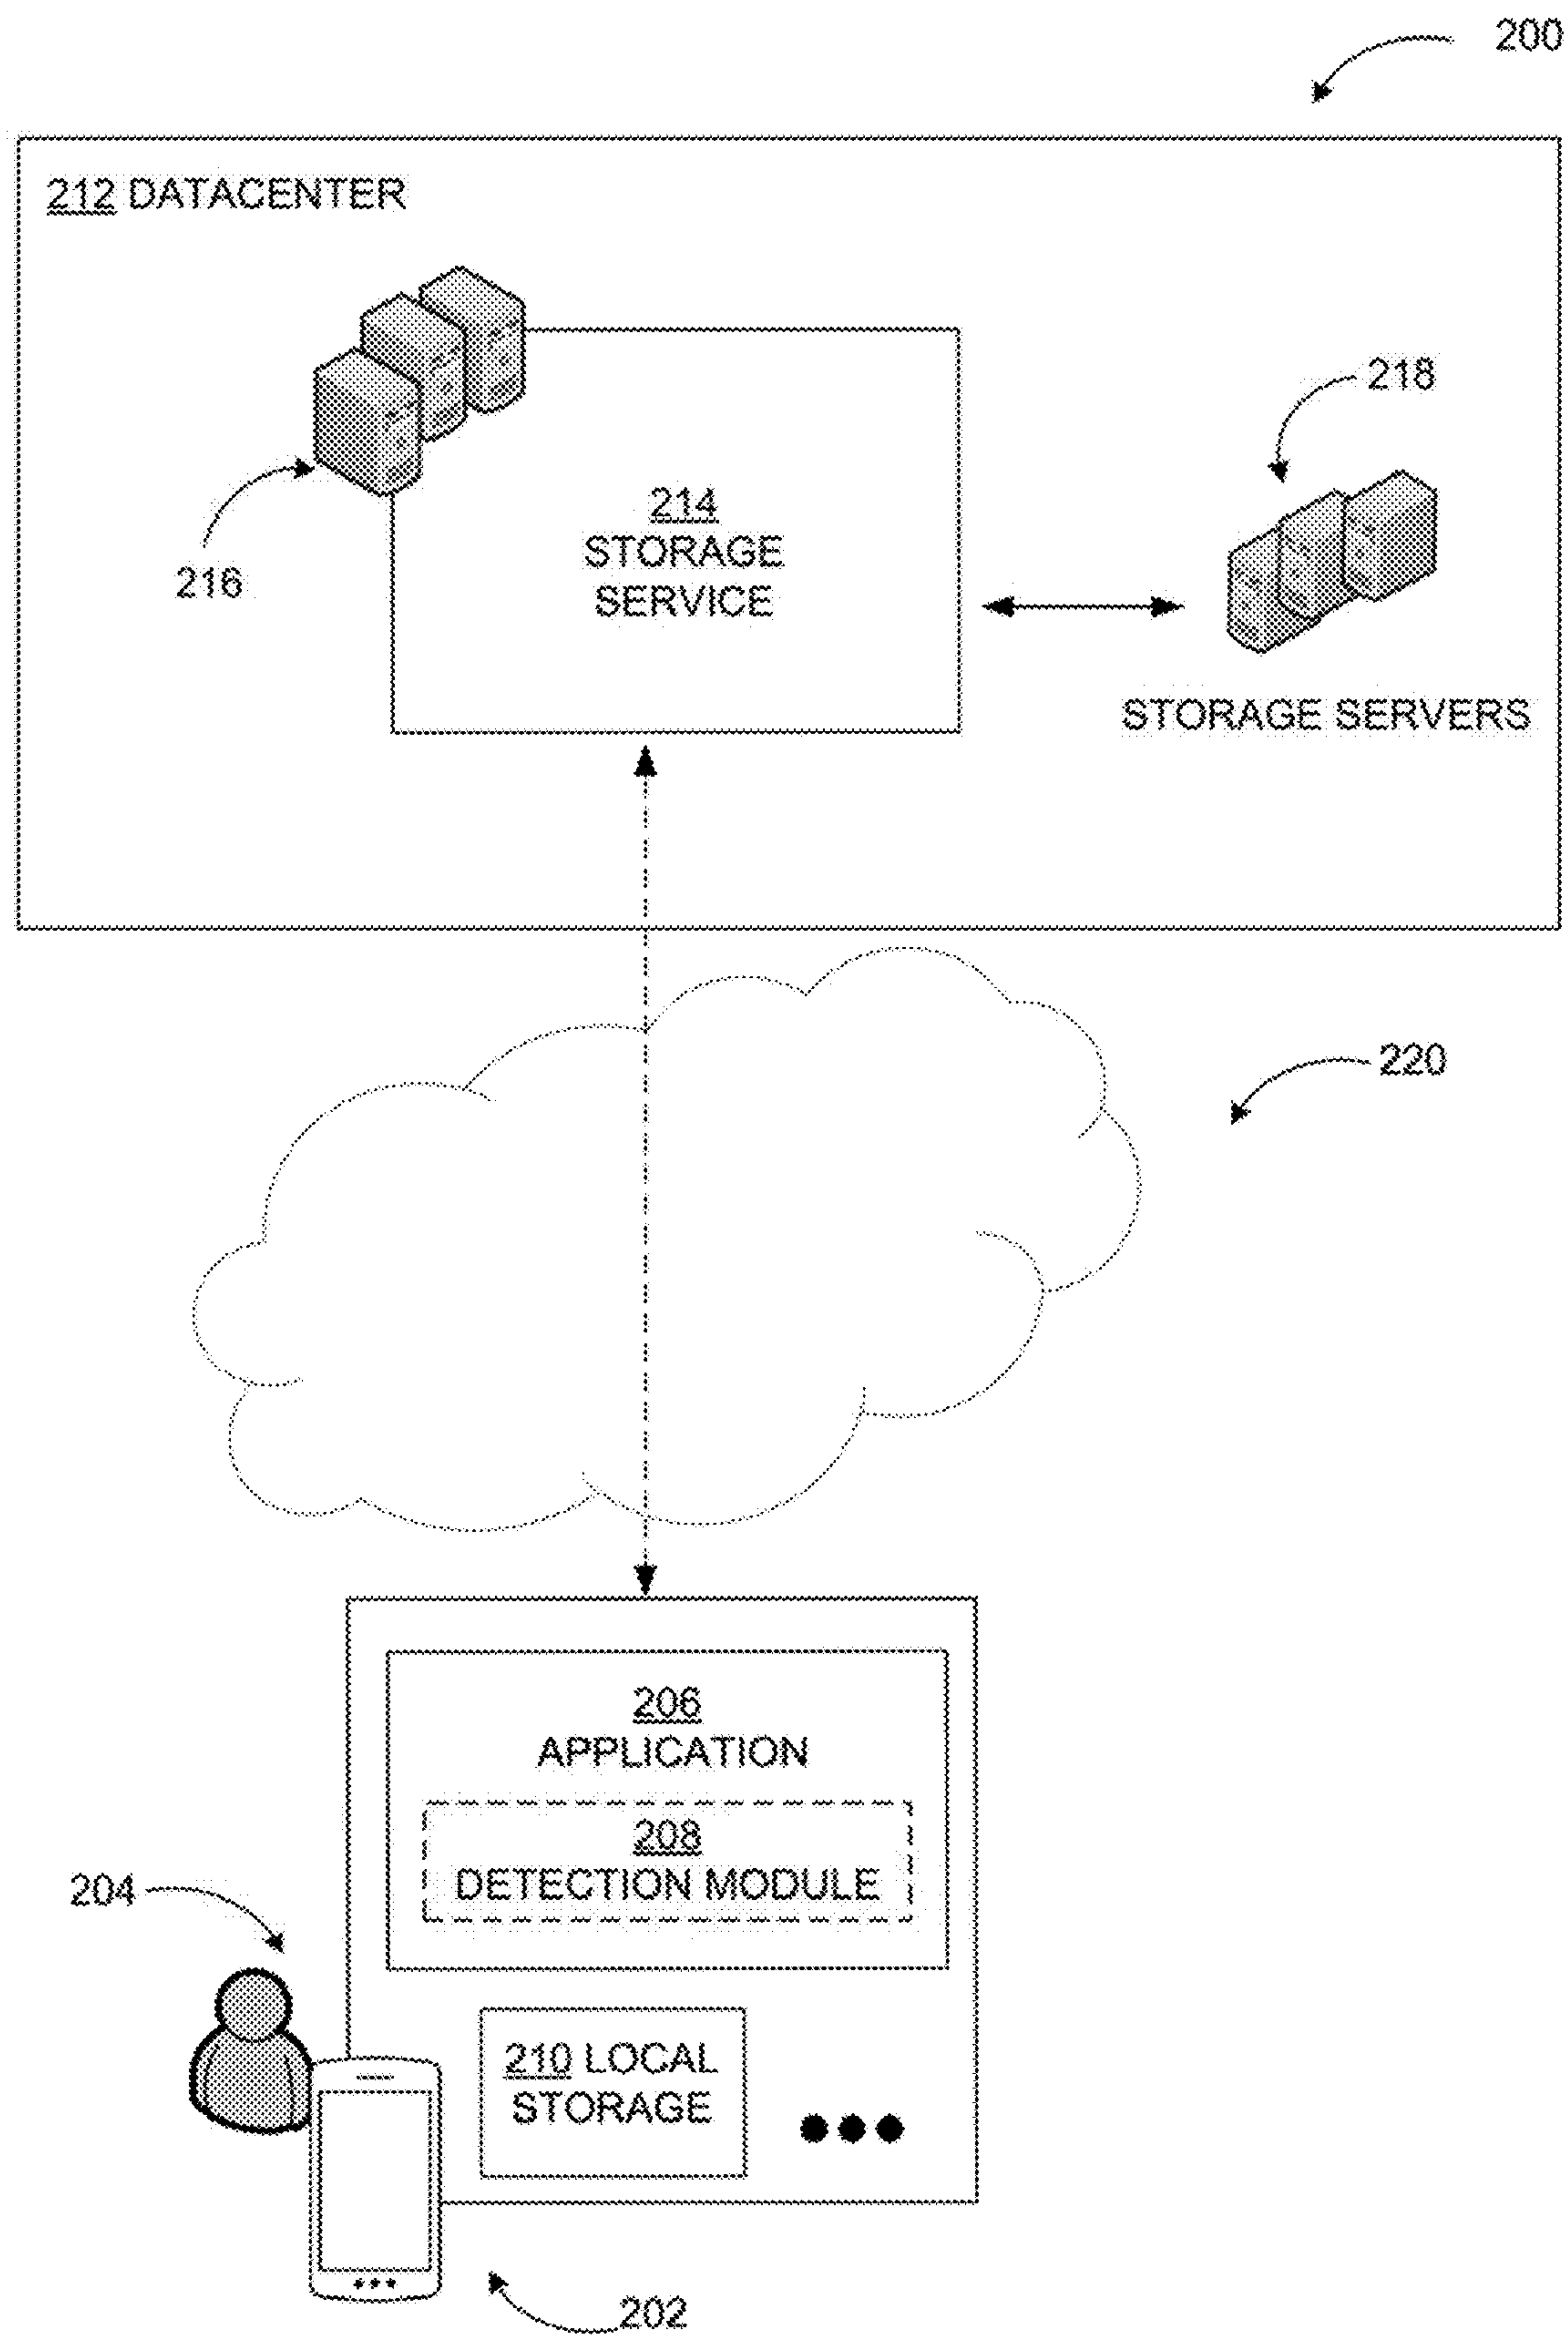 200
212 DATACENTER
218
214
STORAGE
SERVICE
216
STORAGE SERVERS
220
206
APPLICATION
208
DETECTION MODULE
204
210 LOCAL
STORAGE
202